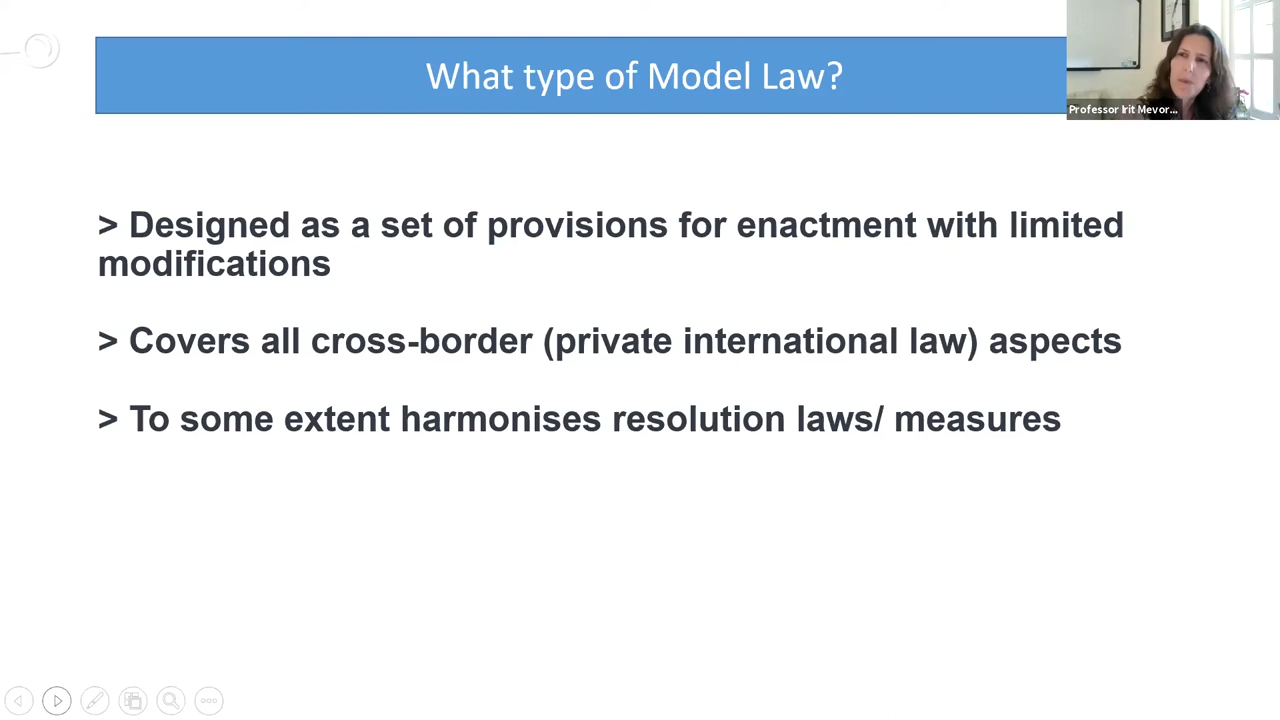 What type of Model Law?
Professor Irit Mevor...
> Designed as a set of provisions for enactment with limited
modifications
> Covers all cross-border (private international law) aspects
> To some extent harmonises resolution laws/ measures